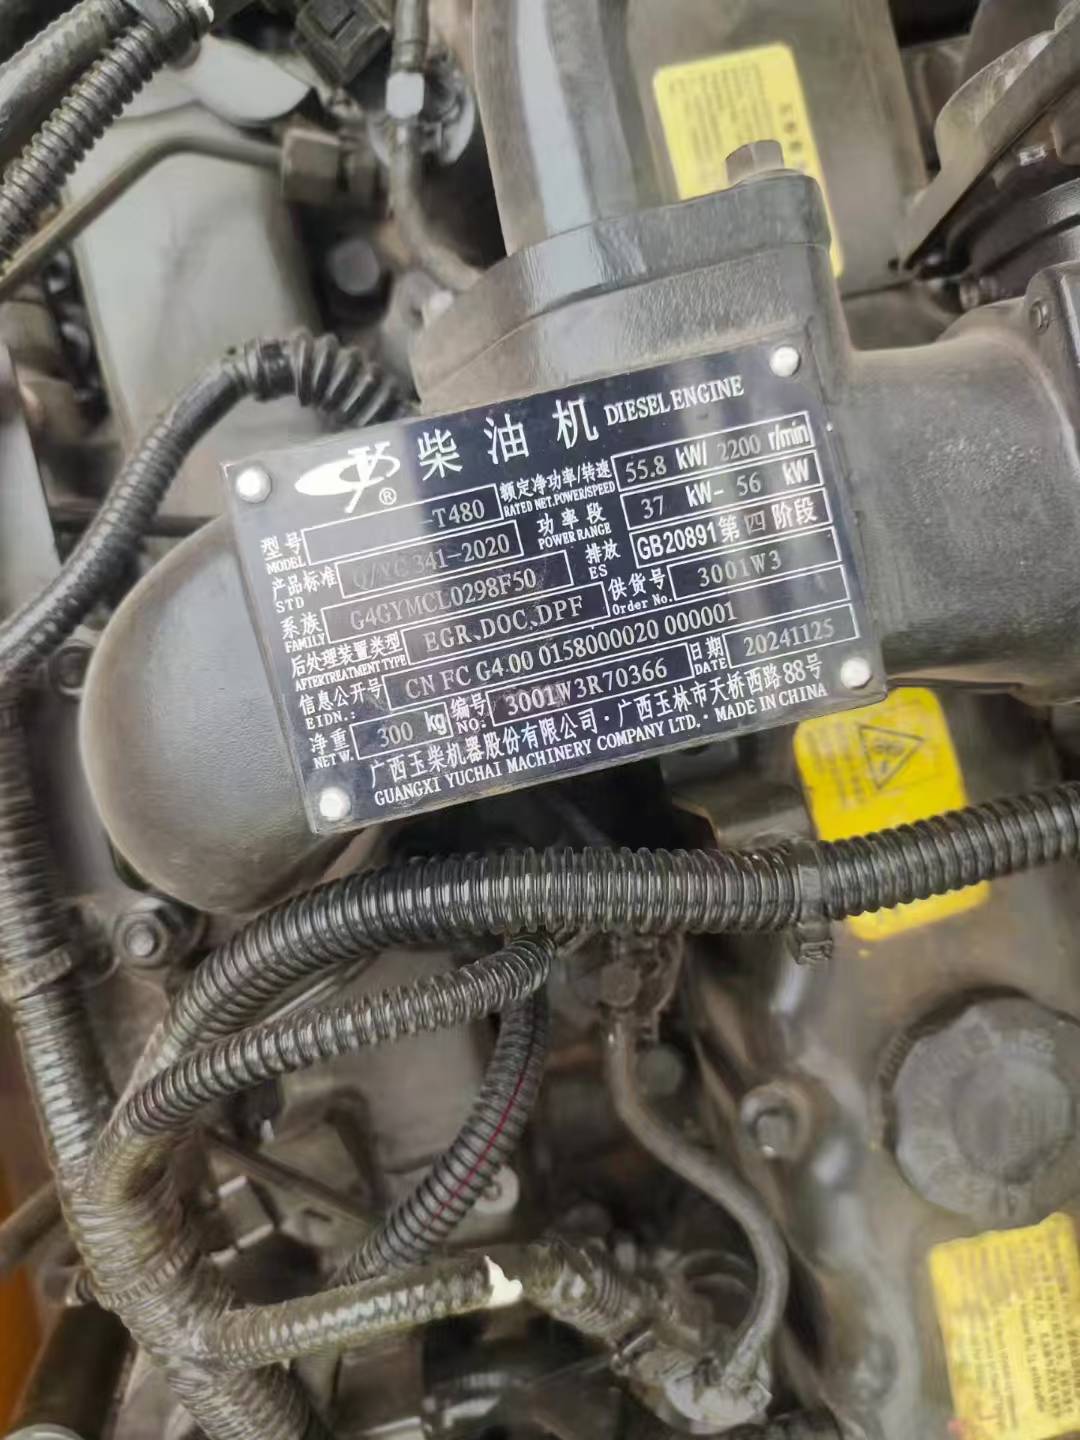 柴油机 DIESEL ENGINE
®
型号 MODEL -T480 额定净功率/转速 RATED NET.POWER/SPEED 55.8 kW/ 2200 r/min
产品标准 STD Q/YC 341-2020 功率段 POWER RANGE 37 kW- 56 kW
系族 FAMILY G4GYMCL0298F50 排放 ES GB20891第四阶段
后处理装置类型 AFTERTREATMENT TYPE EGR、DOC、DPF 供货号 Order No. 3001W3
信息公开号 EIDN.: CN FC G4.00 0158000020 000001
净重 NET W. 300 kg 编号 NO: 3001W3R70366 日期 DATE 20241125
广西玉柴机器股份有限公司·广西玉林市天桥西路88号
GUANGXI YUCHAI MACHINERY COMPANY LTD.·MADE IN CHINA